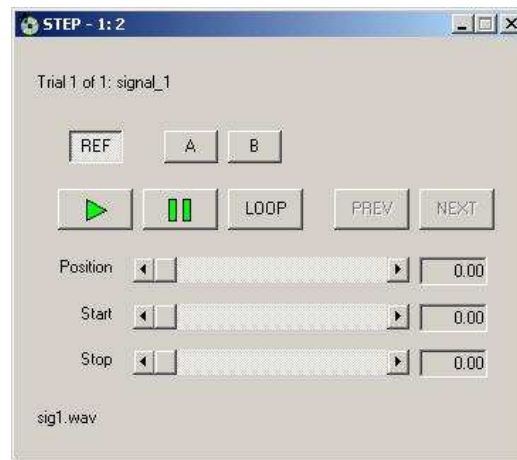 STEP - 1: 2
Trial 1 of 1: signal_1
REF A B
LOOP PREV NEXT
Position 0.00
Start 0.00
Stop 0.00
sig1.wav